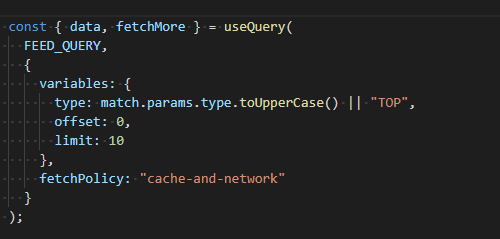 const { data, fetchMore } = useQuery(
  FEED_QUERY,
  {
    variables: {
      type: match.params.type.toUpperCase() || "TOP",
      offset: 0,
      limit: 10
    },
    fetchPolicy: "cache-and-network"
  }
);